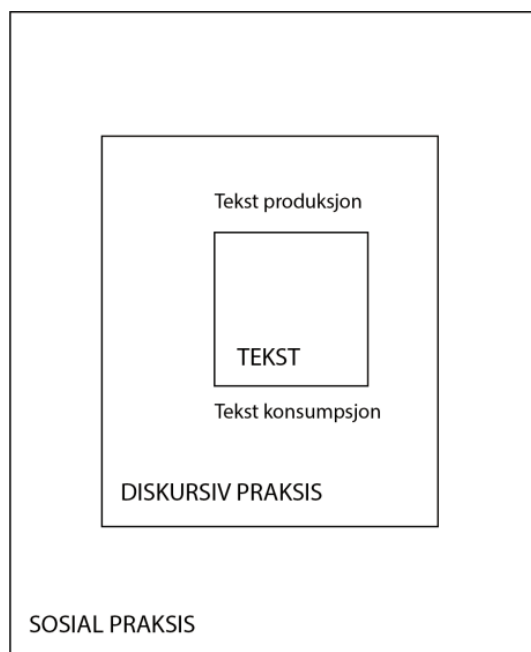 Tekst produksjon
TEKST
Tekst konsumpsjon
DISKURSIV PRAKSIS
SOSIAL PRAKSIS